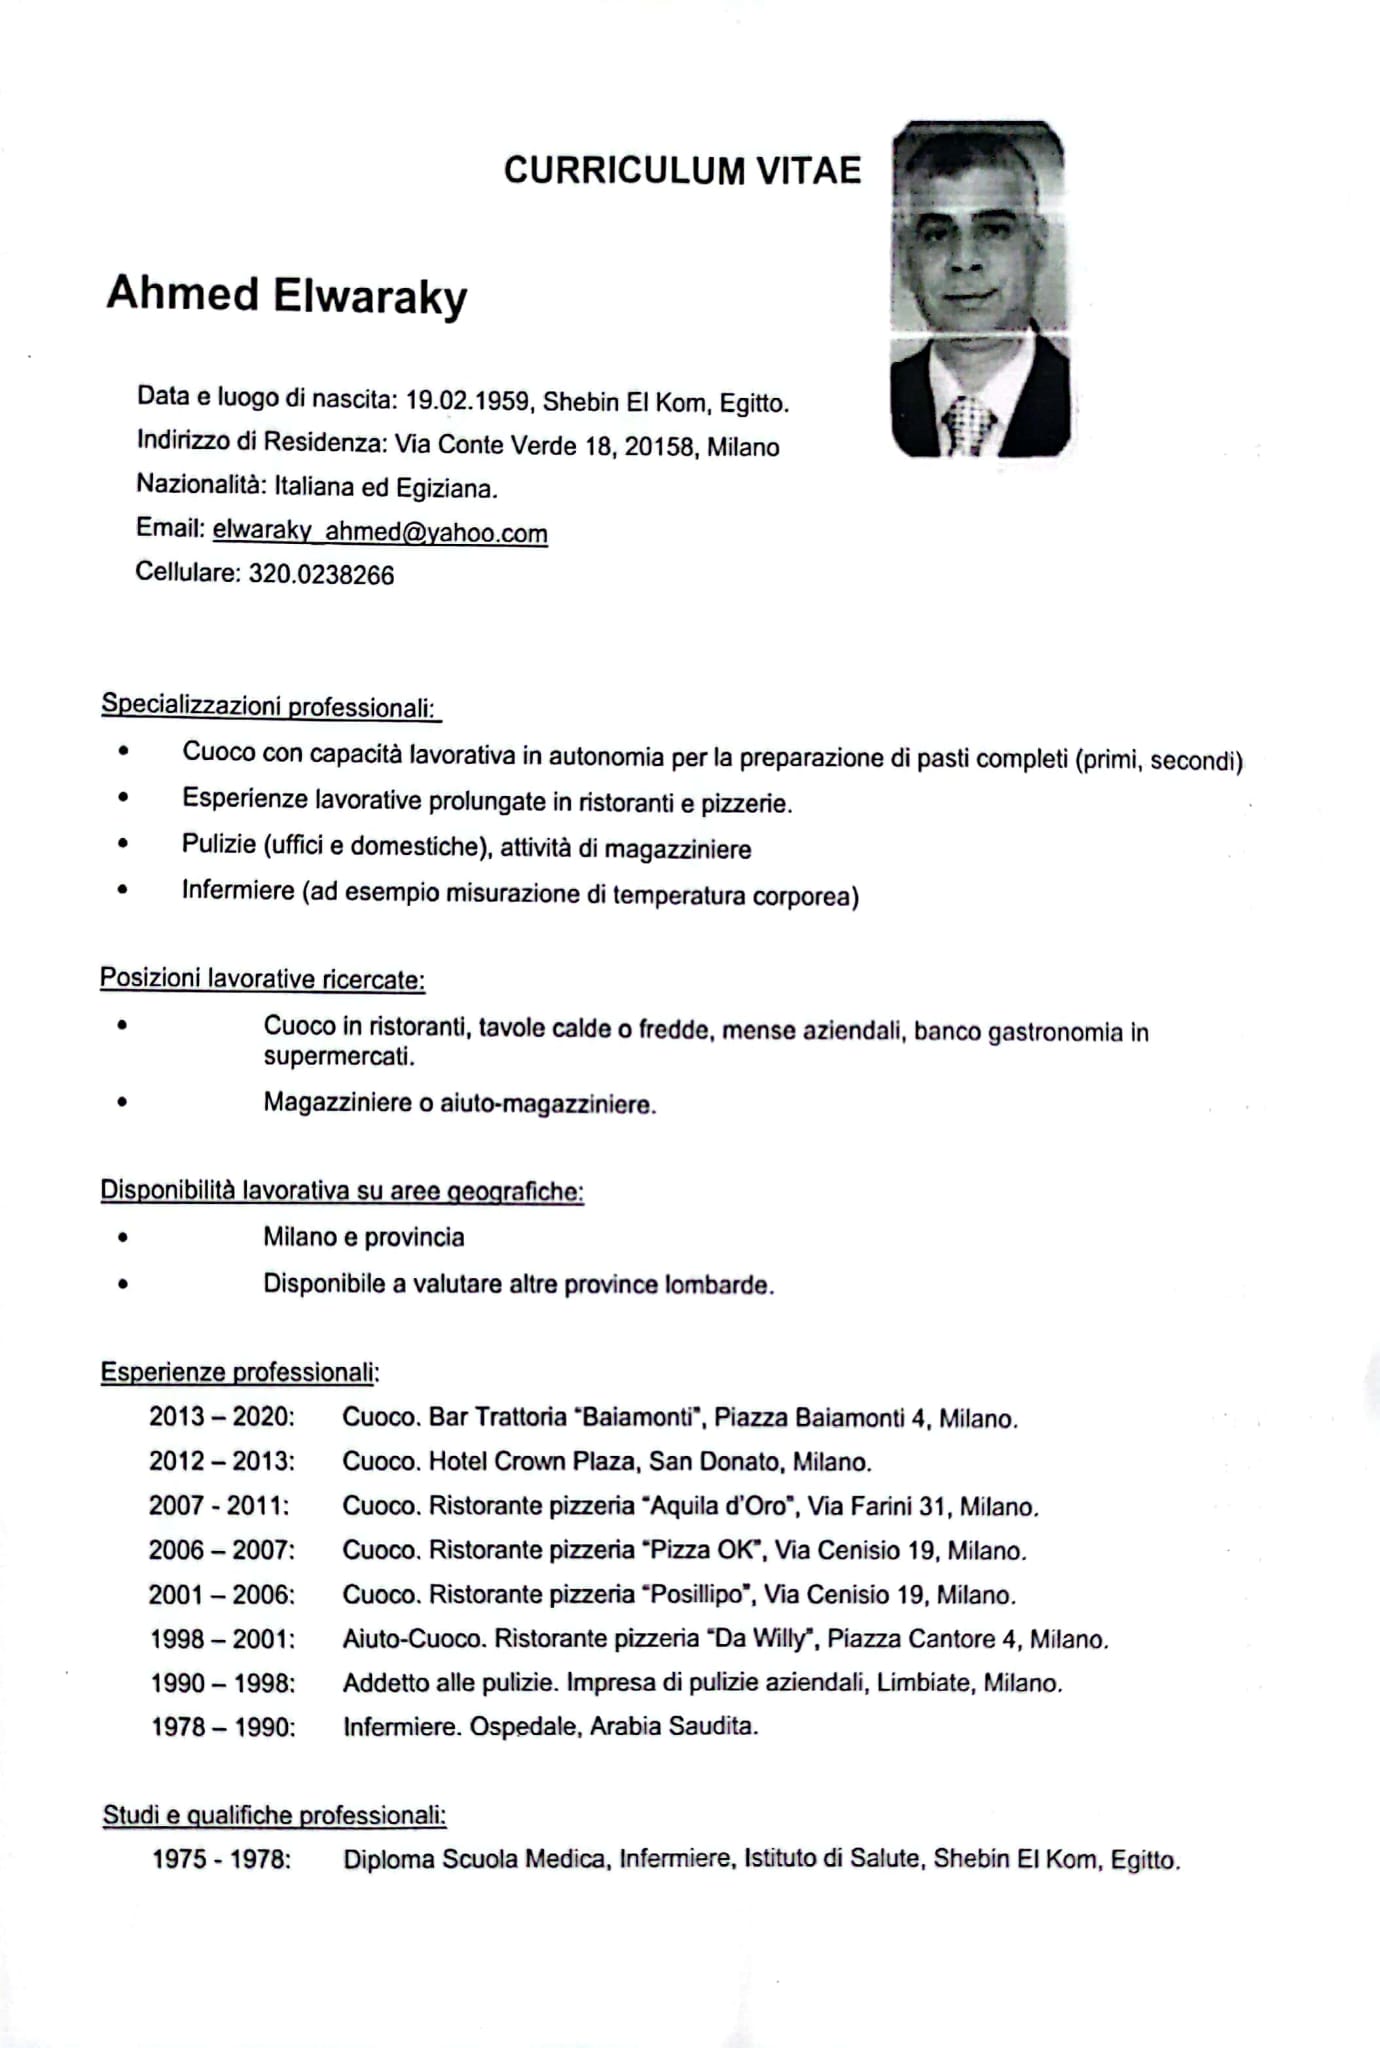 CURRICULUM VITAE
Ahmed Elwaraky
Data e luogo di nascita: 19.02.1959, Shebin El Kom, Egitto.
Indirizzo di Residenza: Via Conte Verde 18, 20158, Milano
Nazionalità: Italiana ed Egiziana.
Email: elwaraky_ahmed@yahoo.com
Cellulare: 320.0238266
Specializzazioni professionali:
• Cuoco con capacità lavorativa in autonomia per la preparazione di pasti completi (primi, secondi)
• Esperienze lavorative prolungate in ristoranti e pizzerie.
• Pulizie (uffici e domestiche), attività di magazziniere
• Infermiere (ad esempio misurazione di temperatura corporea)
Posizioni lavorative ricercate:
• Cuoco in ristoranti, tavole calde o fredde, mense aziendali, banco gastronomia in
supermercati.
• Magazziniere o aiuto-magazziniere.
Disponibilità lavorativa su aree geografiche:
• Milano e provincia
• Disponibile a valutare altre province lombarde.
Esperienze professionali:
2013 – 2020: Cuoco. Bar Trattoria "Baiamonti", Piazza Baiamonti 4, Milano.
2012 – 2013: Cuoco. Hotel Crown Plaza, San Donato, Milano.
2007 - 2011: Cuoco. Ristorante pizzeria "Aquila d'Oro", Via Farini 31, Milano.
2006 – 2007: Cuoco. Ristorante pizzeria "Pizza OK", Via Cenisio 19, Milano.
2001 – 2006: Cuoco. Ristorante pizzeria "Posillipo", Via Cenisio 19, Milano.
1998 – 2001: Aiuto-Cuoco. Ristorante pizzeria "Da Willy", Piazza Cantore 4, Milano.
1990 – 1998: Addetto alle pulizie. Impresa di pulizie aziendali, Limbiate, Milano.
1978 – 1990: Infermiere. Ospedale, Arabia Saudita.
Studi e qualifiche professionali:
1975 - 1978: Diploma Scuola Medica, Infermiere, Istituto di Salute, Shebin El Kom, Egitto.